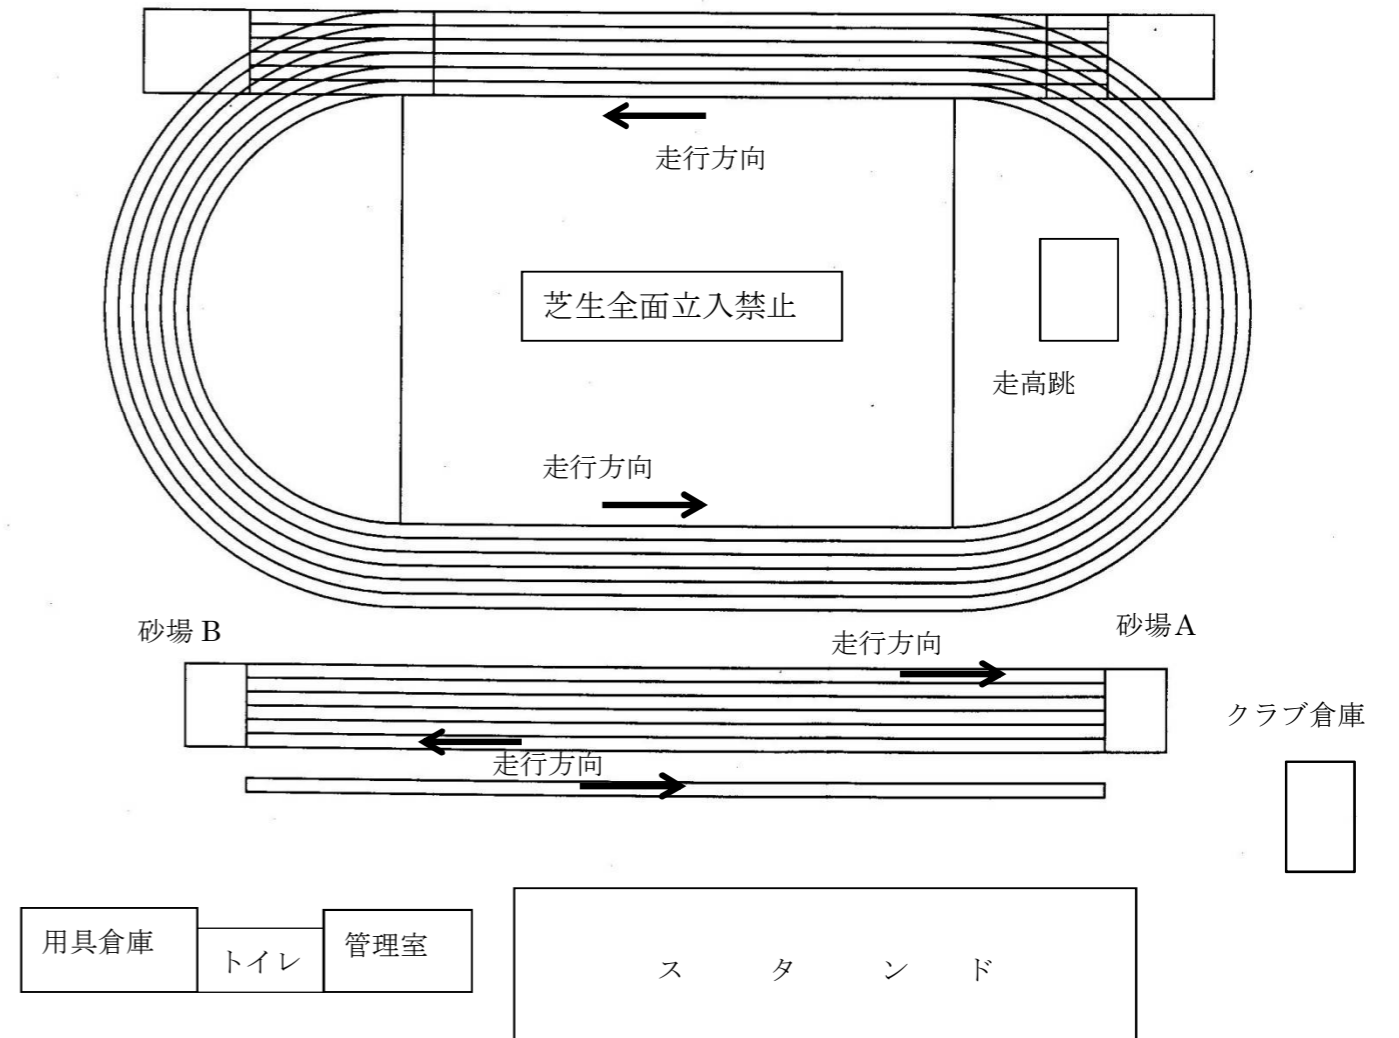 走行方向
芝生全面立入禁止
走高跳
走行方向
砂場 B
砂場 A
走行方向
クラブ倉庫
走行方向
用具倉庫
トイレ
管理室
スタンド